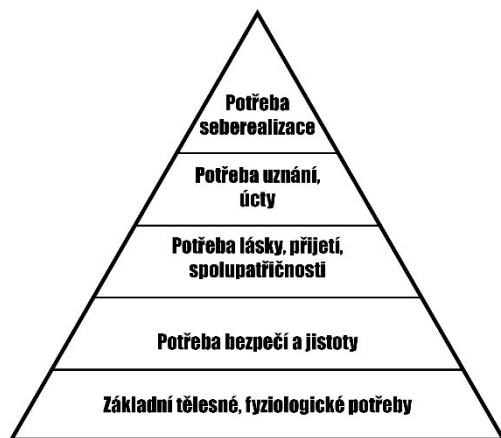 Potřeba
seberealizace
Potřeba uznání,
úcty
Potřeba lásky, přijetí,
spolupatřičnosti
Potřeba bezpečí a jistoty
Základní tělesné, fyziologické potřeby